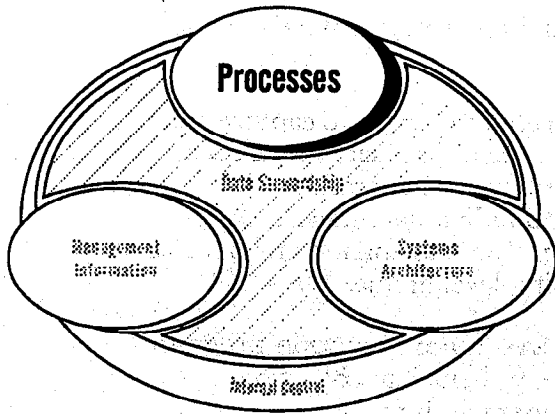 Processes
Data Stewardship
Management
Information
Systems
Architecture
Internal Control